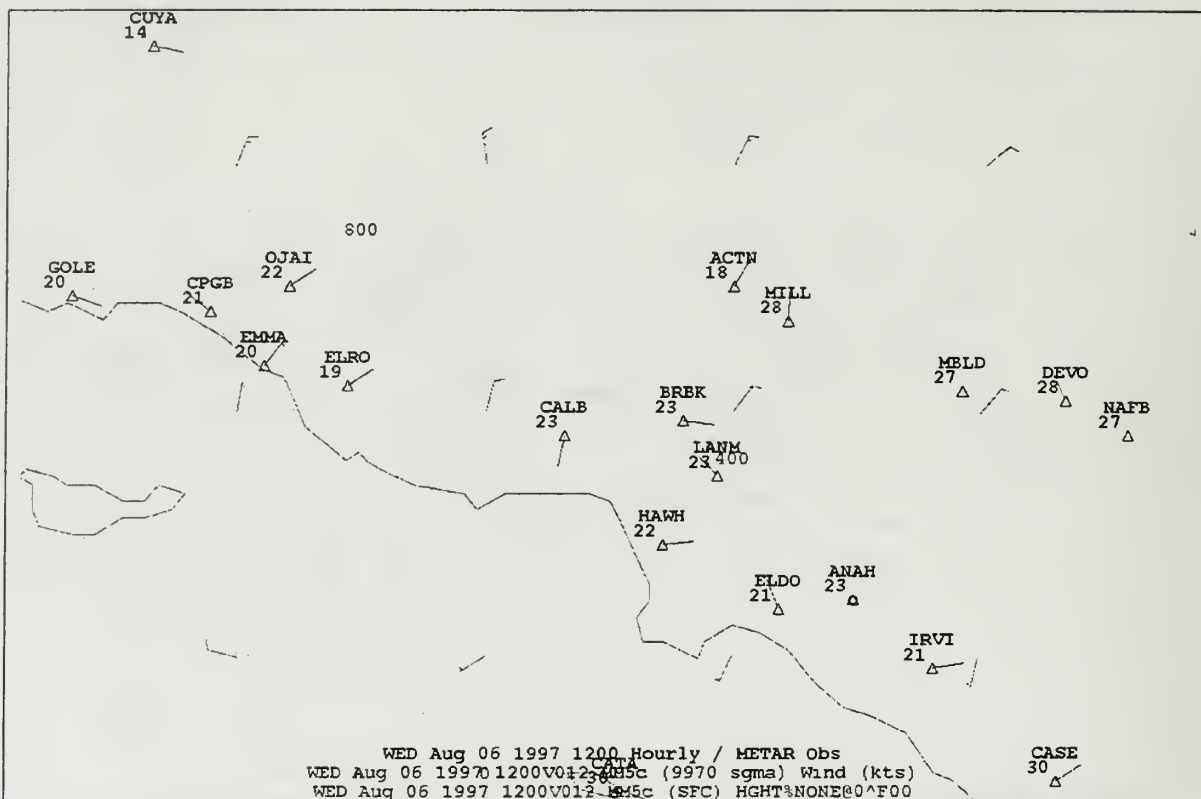 CUYA
14
800
OJAI
22
GOLE
20
CPGB
21
ACTN
18
MILL
28
EMMA
20
ELRO
19
MBLD
27
DEVO
28
CALB
23
BRBK
23
NAFB
27
LANM
23 400
HAWH
22
ELDO
21
ANAH
23
IRVI
21
WED Aug 06 1997 1200 Hourly / METAR Obs
CATA
CASE
30
WED Aug 06 1997 1200V012 MM5c (9970 sgma) Wind (kts)
WED Aug 06 1997 1200V012 MM5c (SFC) HGHT%NONE@0^F00